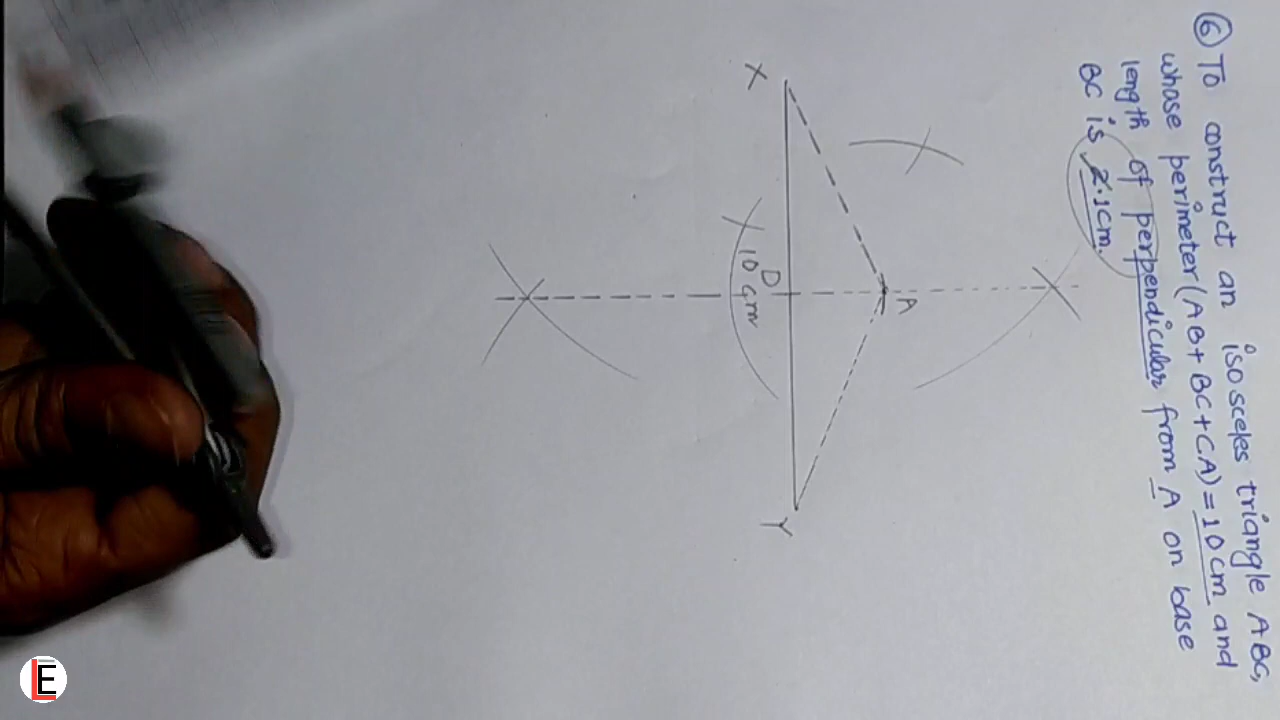 ⑥ To construct an isosceles triangle ABC,
whose perimeter (AB+BC+CA) = 10 cm and
length of perpendicular from A on base
BC is 2.1cm.
X
A
D
10 cm
Y
LE